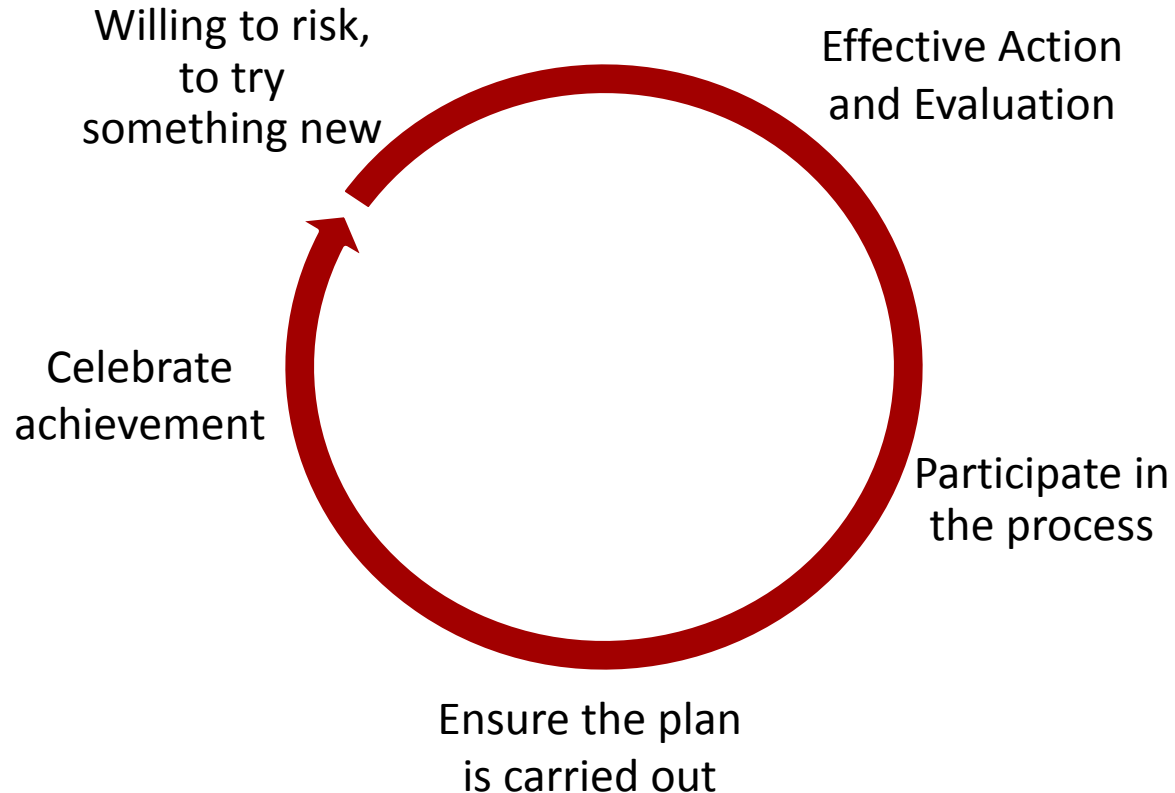 Willing to risk,
to try
something new
Effective Action
and Evaluation
Participate in
the process
Ensure the plan
is carried out
Celebrate
achievement